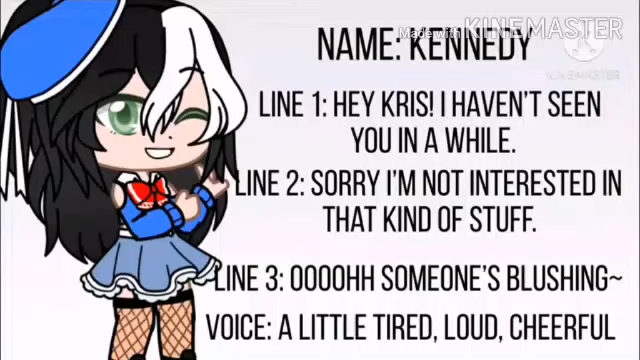 Made with KINEMASTER
KINEMASTER
NAME: KENNEDY
LINE 1: HEY KRIS! I HAVEN'T SEEN
YOU IN A WHILE.
LINE 2: SORRY I'M NOT INTERESTED IN
THAT KIND OF STUFF.
LINE 3: OOOOHH SOMEONE'S BLUSHING~
VOICE: A LITTLE TIRED, LOUD, CHEERFUL